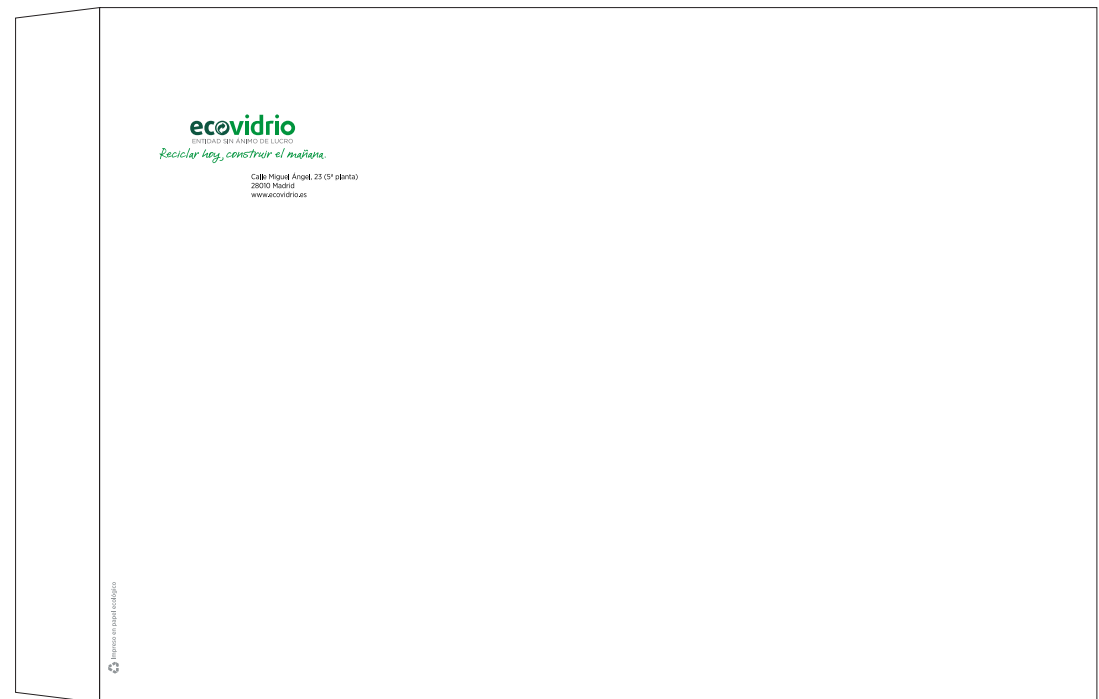 ecovidrio
ENTIDAD SIN ÁNIMO DE LUCRO
Reciclar hoy, construir el mañana.
Calle Miguel Ángel, 23 (5ª planta)
28010 Madrid
www.ecovidrio.es
Impreso en papel ecológico